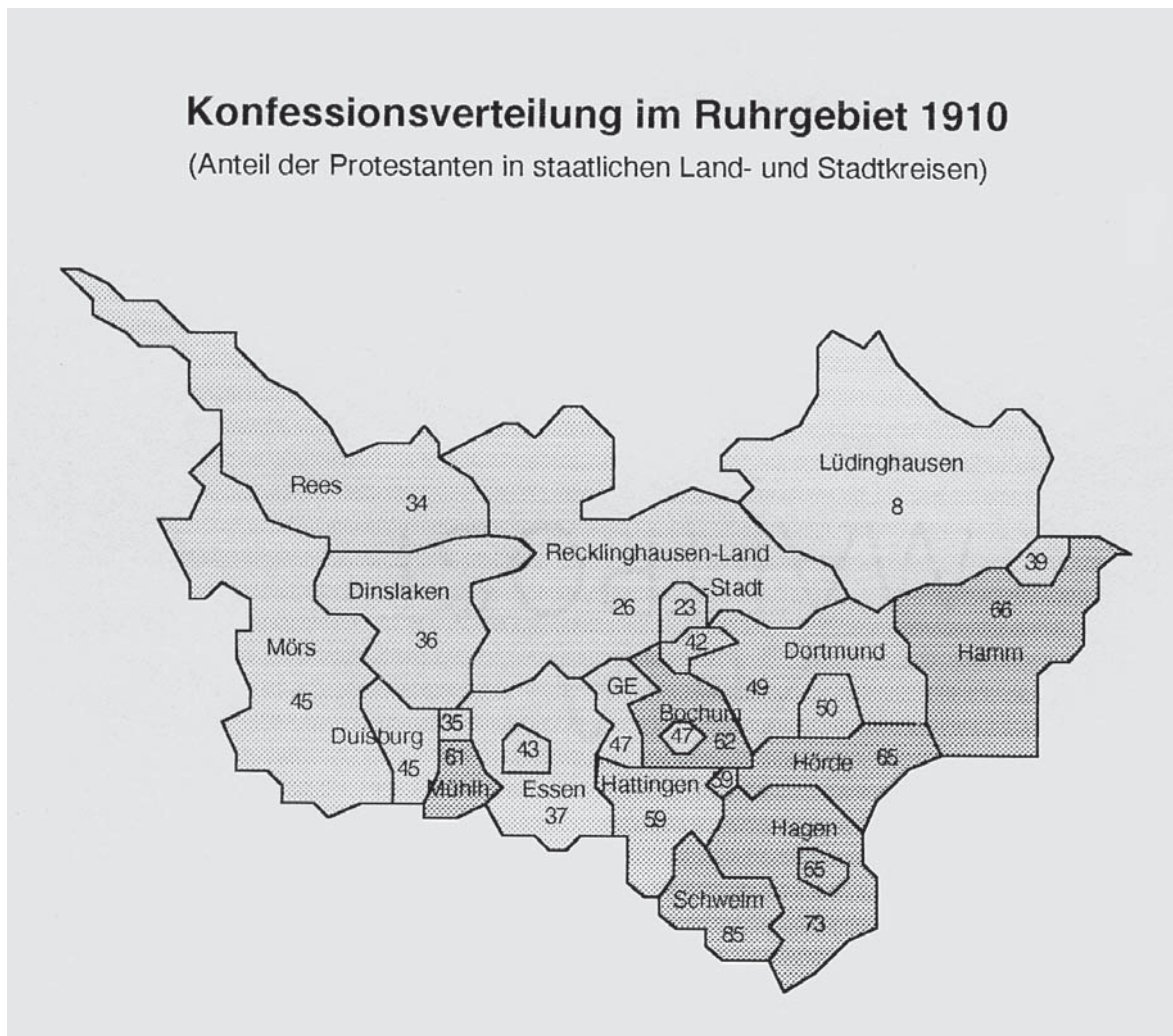 Konfessionsverteilung im Ruhrgebiet 1910
(Anteil der Protestanten in staatlichen Land- und Stadtkreisen)
Lüdinghausen
8
Rees
34
Recklinghausen-Land
39
-Stadt
Dinslaken
26
23
66
36
42
Mörs
Dortmund
Hamm
45
GE
49
50
35
Bochum
Duisburg
47
62
61
43
47
45
Hörde
65
Mühlh.
Essen
Hattingen
59
37
59
Hagen
65
Schwelm
85
73